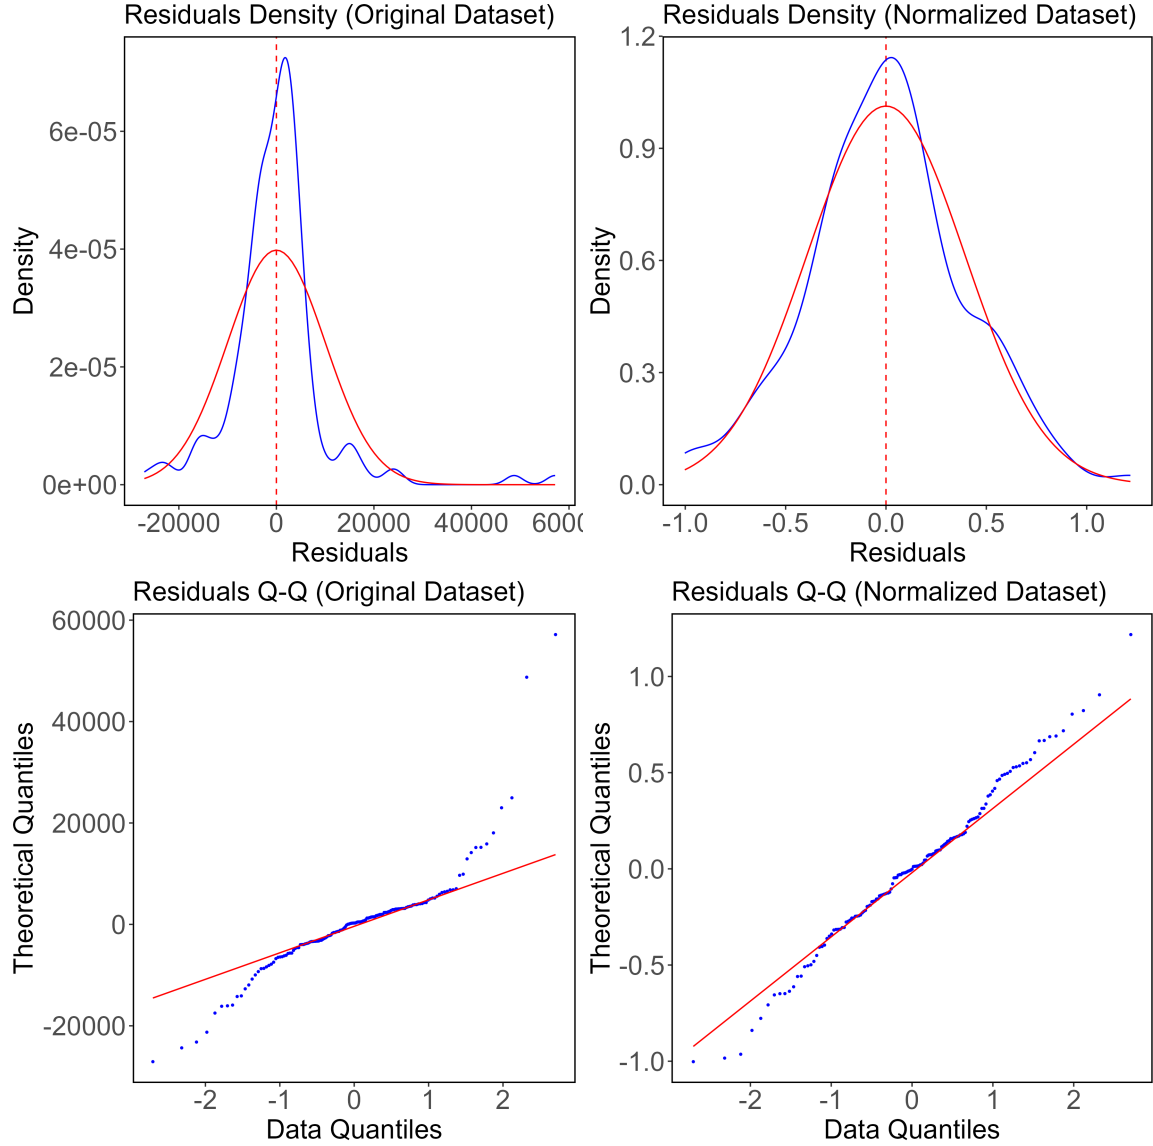 Residuals Density (Original Dataset)
6e-05
4e-05
2e-05
0e+00
Density
-20000 0 20000 40000 6000
Residuals
Residuals Density (Normalized Dataset)
1.2
0.9
0.6
0.3
0.0
Density
-1.0 -0.5 0.0 0.5 1.0
Residuals
Residuals Q-Q (Original Dataset)
60000
40000
20000
0
-20000
Theoretical Quantiles
-2 -1 0 1 2
Data Quantiles
Residuals Q-Q (Normalized Dataset)
1.0
0.5
0.0
-0.5
-1.0
Theoretical Quantiles
-2 -1 0 1 2
Data Quantiles